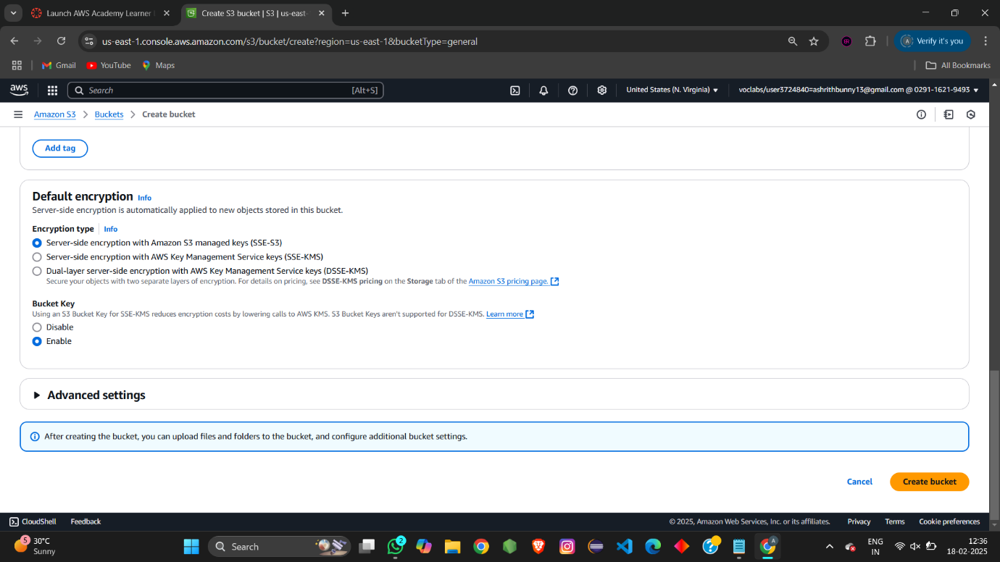 Launch AWS Academy Learner
Create S3 bucket | S3 | us-east-
us-east-1.console.aws.amazon.com/s3/bucket/create?region=us-east-1&bucketType=general
Verify it's you
Gmail
YouTube
Maps
All Bookmarks
aws
Search
[Alt+S]
United States (N. Virginia)
voclabs/user3724840=ashrithbunny13@gmail.com @ 0291-1621-9493
Amazon S3
Buckets
Create bucket
Add tag
Default encryption Info
Server-side encryption is automatically applied to new objects stored in this bucket.
Encryption type Info
Server-side encryption with Amazon S3 managed keys (SSE-S3)
Server-side encryption with AWS Key Management Service keys (SSE-KMS)
Dual-layer server-side encryption with AWS Key Management Service keys (DSSE-KMS)
Secure your objects with two separate layers of encryption. For details on pricing, see DSSE-KMS pricing on the Storage tab of the Amazon S3 pricing page.
Bucket Key
Using an S3 Bucket Key for SSE-KMS reduces encryption costs by lowering calls to AWS KMS. S3 Bucket Keys aren't supported for DSSE-KMS. Learn more
Disable
Enable
Advanced settings
After creating the bucket, you can upload files and folders to the bucket, and configure additional bucket settings.
Cancel
Create bucket
CloudShell
Feedback
© 2025, Amazon Web Services, Inc. or its affiliates.
Privacy
Terms
Cookie preferences
5
30°C
Sunny
Search
2
A
ENG
IN
12:36
18-02-2025